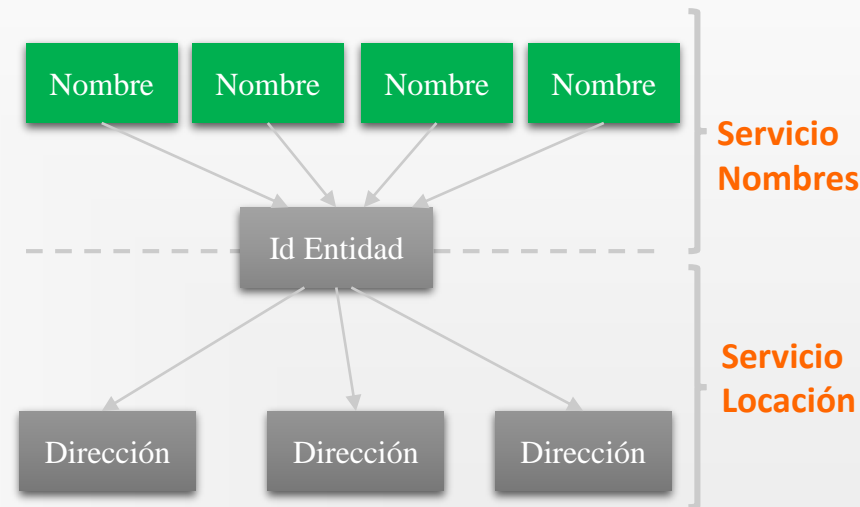 Nombre
Nombre
Nombre
Nombre
Servicio
Nombres
Id Entidad
Servicio
Locación
Dirección
Dirección
Dirección